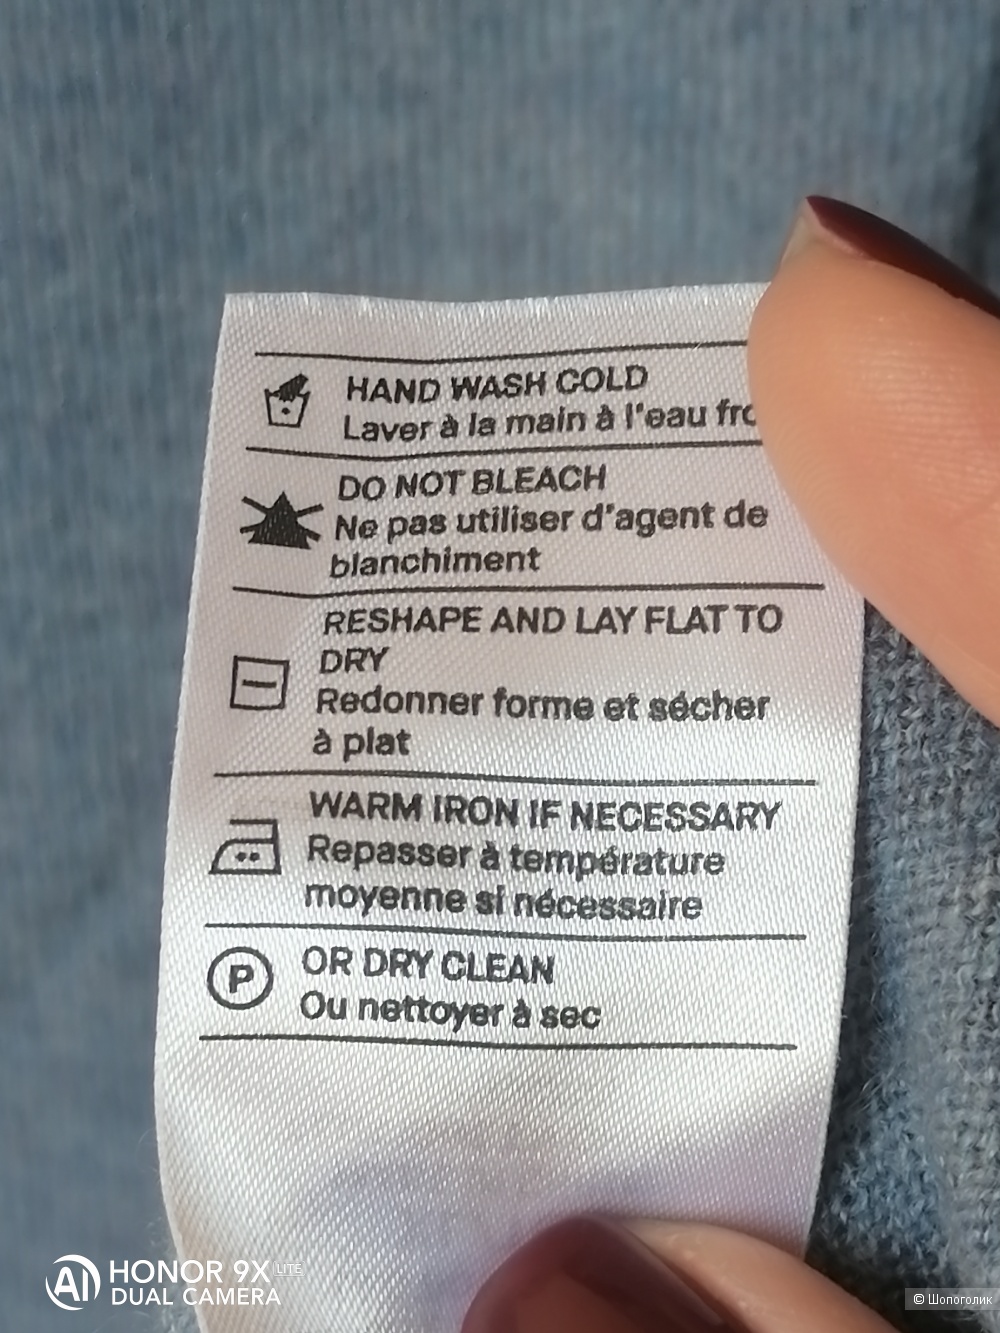 HAND WASH COLD
Laver à la main à l'eau
DO NOT BLEACH
Ne pas utiliser d'agent de
blanchiment
RESHAPE AND LAY FLAT TO
DRY
Redonner forme et sécher
à plat
WARM IRON IF NECESSARY
Repasser à température
moyenne si nécessaire
P
OR DRY CLEAN
Ou nettoyer à sec
AI HONOR 9X LITE
DUAL CAMERA
© Шопоголик